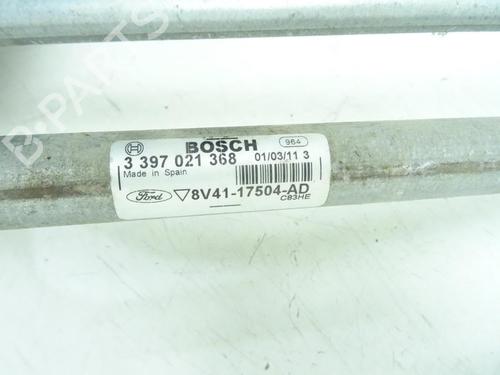 BOSCH 964
3 397 021 368 01/03/11 3
Made in Spain
Ford 8V41-17504-AD
C83HE
B-Parts